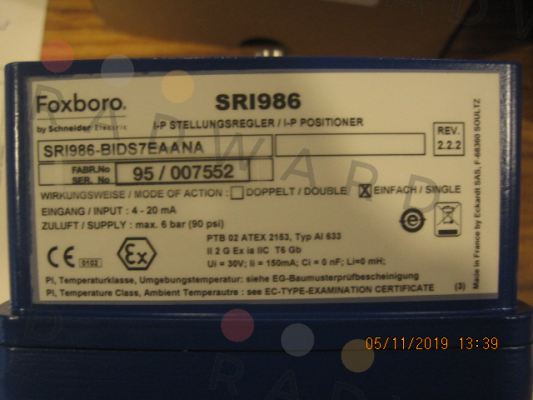 Foxboro.
by Schneider Electric
SRI986
I-P STELLUNGSREGLER / I-P POSITIONER
SRI986-BIDS7EAANA
REV.
2.2.2
FABR.No
SER. No
95 / 007552
WIRKUNGSWEISE / MODE OF ACTION: DOPPELT / DOUBLE X EINFACH / SINGLE
EINGANG / INPUT : 4 - 20 mA
ZULUFT / SUPPLY : max. 6 bar (90 psi)
PTB 02 ATEX 2153, Typ AI 633
II 2 G Ex ia IIC T6 Gb
Ui = 30V; Ii = 150mA; Ci = 0 nF; Li=0 mH;
CE 0102 Ex
e
PI, Temperaturklasse, Umgebungstemperatur: siehe EG-Baumusterprüfbescheinigung
PI, Temperature Class, Ambient Temperautre : see EC-TYPE-EXAMINATION CERTIFICATE (3)
Made in France by Eckardt SAS, F-68360 SOULTZ
05/11/2019 13:39
RADWARD
RADWARD